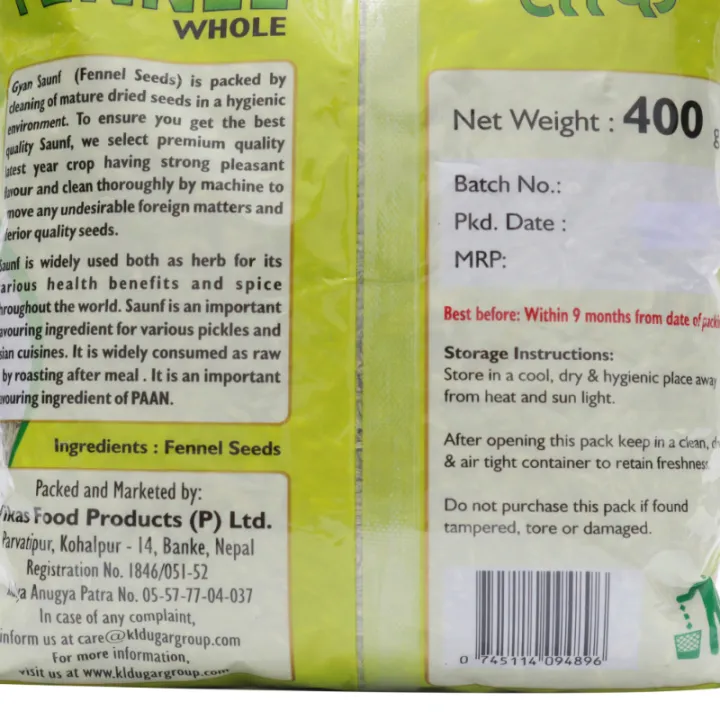 FENNEL
WHOLE
Gyan Saunf (Fennel Seeds) is packed by
cleaning of mature dried seeds in a hygienic
environment. To ensure you get the best
quality Saunf, we select premium quality
latest year crop having strong pleasant
flavour and clean thoroughly by machine to
move any undesirable foreign matters and
erior quality seeds.
Saunf is widely used both as herb for its
arious health benefits and spice
hroughout the world. Saunf is an important
avouring ingredient for various pickles and
sian cuisines. It is widely consumed as raw
by roasting after meal . It is an important
avouring ingredient of PAAN.
Ingredients : Fennel Seeds
Packed and Marketed by:
Vikas Food Products (P) Ltd.
Parvatipur, Kohalpur - 14, Banke, Nepal
Registration No. 1846/051-52
Anugya Patra No. 05-57-77-04-037
In case of any complaint,
inform us at care@kldugargroup.com
For more information,
visit us at www.kldugargroup.com
Net Weight : 400 g
Batch No.:
Pkd. Date :
MRP:
Best before: Within 9 months from date of packin
Storage Instructions:
Store in a cool, dry & hygienic place away
from heat and sun light.
After opening this pack keep in a clean, d
& air tight container to retain freshness.
Do not purchase this pack if found
tampered, tore or damaged.
0 745114 094896